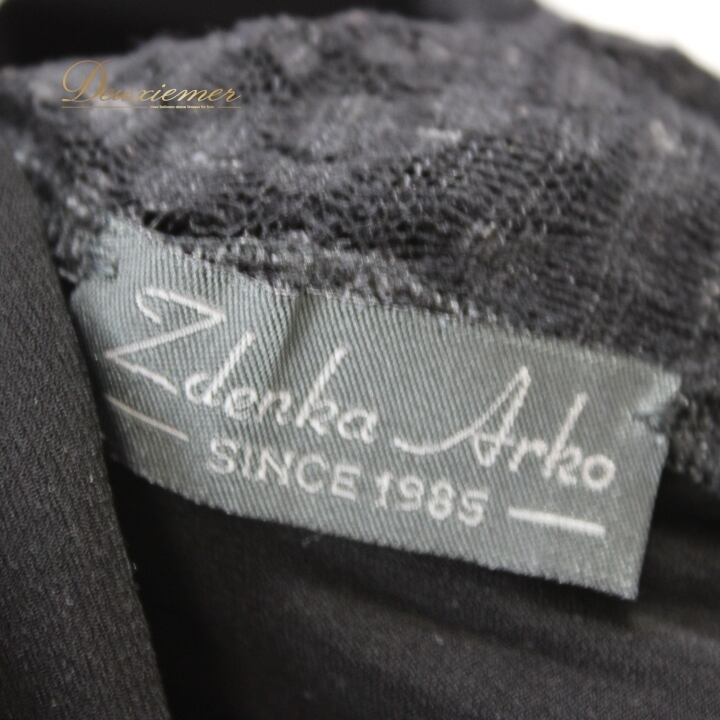 Deuxiemer
Zdenka Arko
SINCE 1985